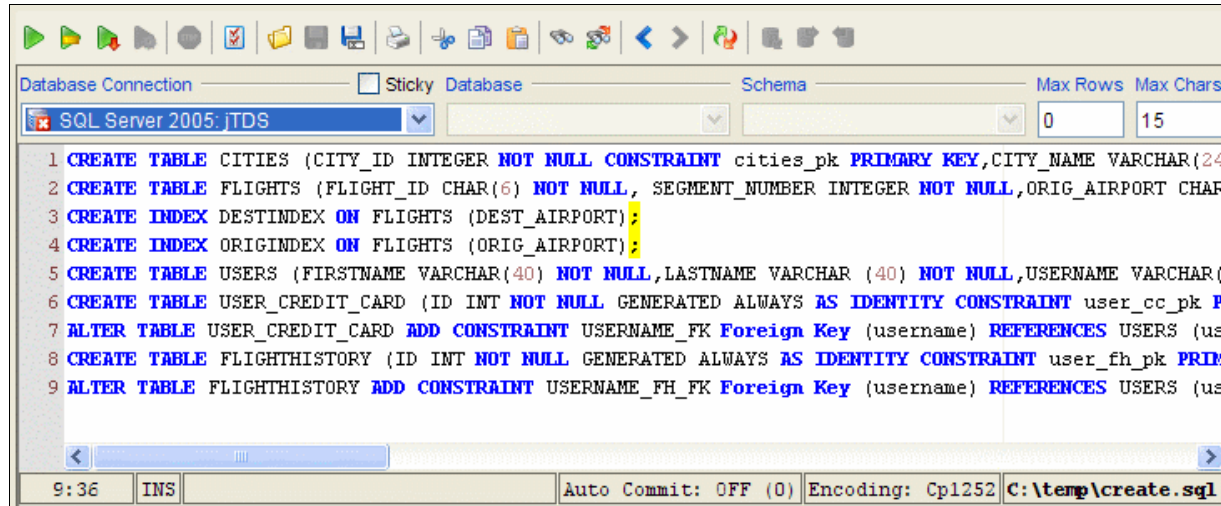 Database Connection Sticky Database Schema Max Rows Max Chars
SQL Server 2005: jTDS 0 15
1 CREATE TABLE CITIES (CITY_ID INTEGER NOT NULL CONSTRAINT cities_pk PRIMARY KEY,CITY_NAME VARCHAR(24
2 CREATE TABLE FLIGHTS (FLIGHT_ID CHAR(6) NOT NULL, SEGMENT_NUMBER INTEGER NOT NULL,ORIG_AIRPORT CHAR
3 CREATE INDEX DESTINDEX ON FLIGHTS (DEST_AIRPORT);
4 CREATE INDEX ORIGINDEX ON FLIGHTS (ORIG_AIRPORT);
5 CREATE TABLE USERS (FIRSTNAME VARCHAR(40) NOT NULL,LASTNAME VARCHAR (40) NOT NULL,USERNAME VARCHAR(
6 CREATE TABLE USER_CREDIT_CARD (ID INT NOT NULL GENERATED ALWAYS AS IDENTITY CONSTRAINT user_cc_pk P
7 ALTER TABLE USER_CREDIT_CARD ADD CONSTRAINT USERNAME_FK Foreign Key (username) REFERENCES USERS (us
8 CREATE TABLE FLIGHTHISTORY (ID INT NOT NULL GENERATED ALWAYS AS IDENTITY CONSTRAINT user_fh_pk PRIM
9 ALTER TABLE FLIGHTHISTORY ADD CONSTRAINT USERNAME_FH_FK Foreign Key (username) REFERENCES USERS (us
9:36 INS Auto Commit: OFF (0) Encoding: Cp1252 C:\temp\create.sql